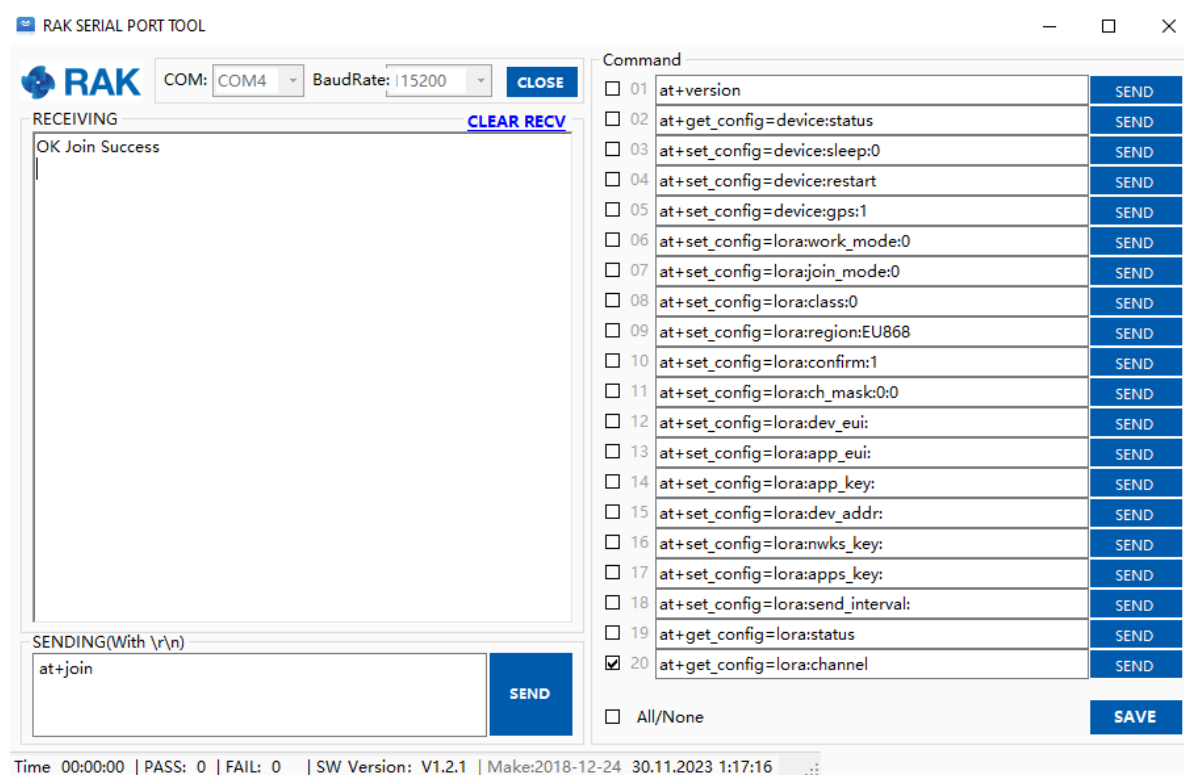 RAK SERIAL PORT TOOL
RAK
COM: COM4 BaudRate: 115200 CLOSE
RECEIVING CLEAR RECV
OK Join Success
SENDING(With \r\n)
at+join
SEND
Command
01 at+version SEND
02 at+get_config=device:status SEND
03 at+set_config=device:sleep:0 SEND
04 at+set_config=device:restart SEND
05 at+set_config=device:gps:1 SEND
06 at+set_config=lora:work_mode:0 SEND
07 at+set_config=lora:join_mode:0 SEND
08 at+set_config=lora:class:0 SEND
09 at+set_config=lora:region:EU868 SEND
10 at+set_config=lora:confirm:1 SEND
11 at+set_config=lora:ch_mask:0:0 SEND
12 at+set_config=lora:dev_eui: SEND
13 at+set_config=lora:app_eui: SEND
14 at+set_config=lora:app_key: SEND
15 at+set_config=lora:dev_addr: SEND
16 at+set_config=lora:nwks_key: SEND
17 at+set_config=lora:apps_key: SEND
18 at+set_config=lora:send_interval: SEND
19 at+get_config=lora:status SEND
20 at+get_config=lora:channel SEND
All/None SAVE
Time 00:00:00 | PASS: 0 | FAIL: 0 | SW Version: V1.2.1 | Make:2018-12-24 30.11.2023 1:17:16